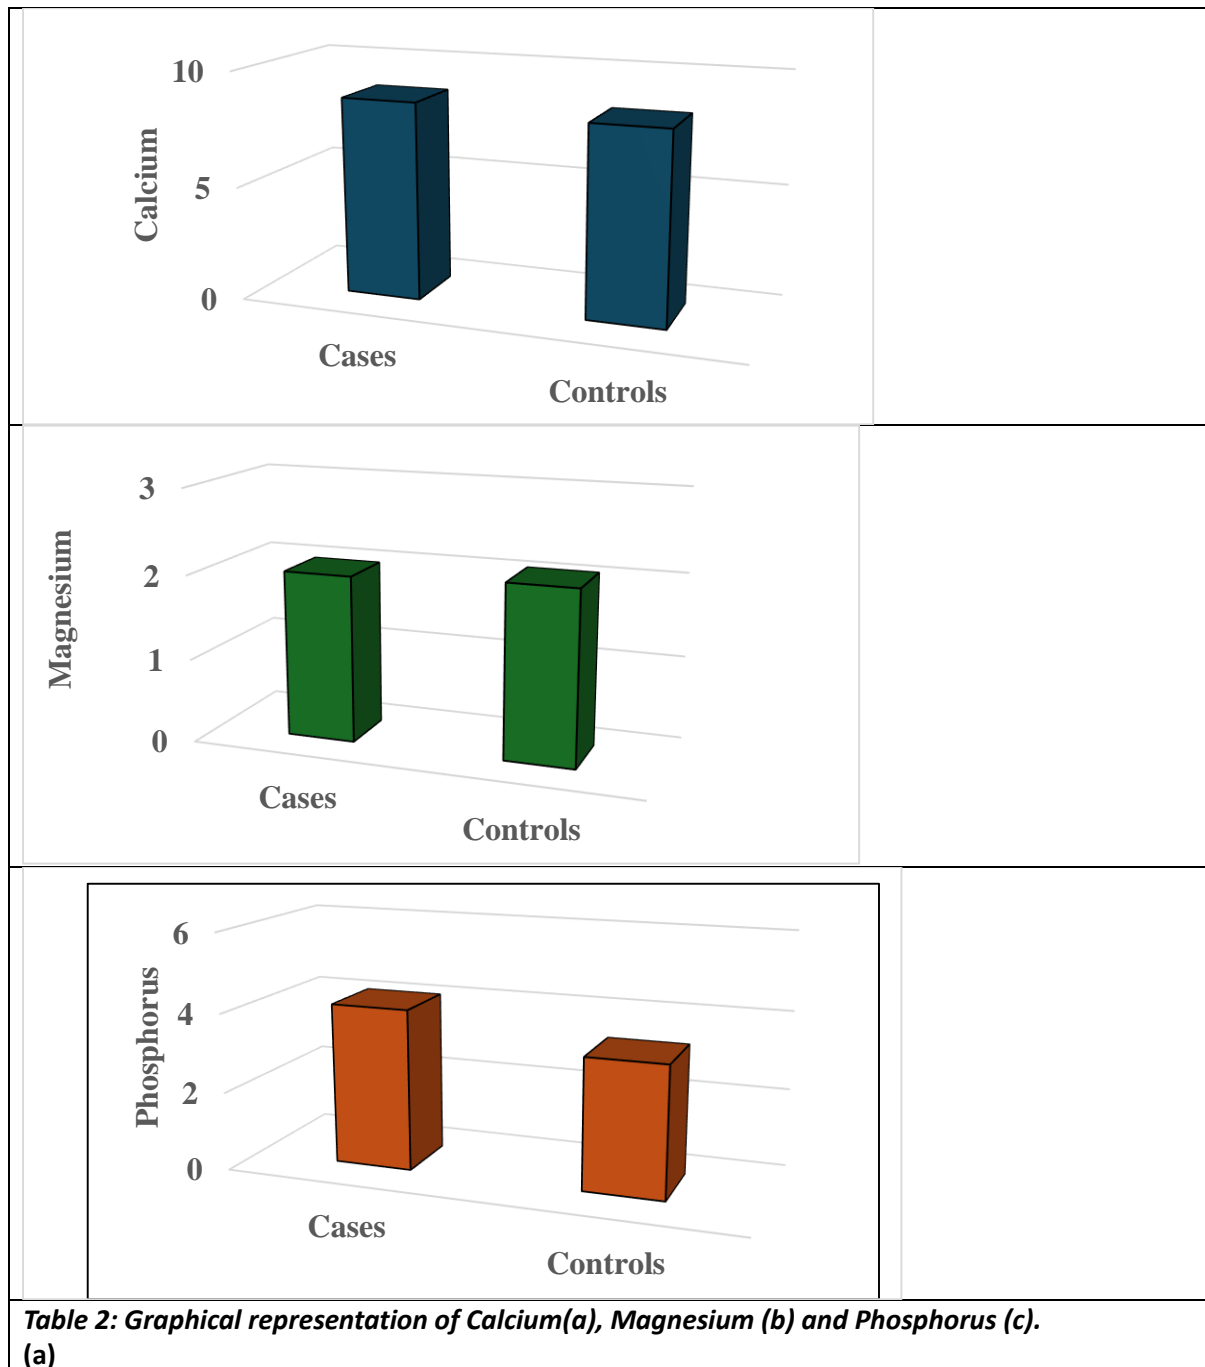 10
5
0
Calcium
Cases
Controls
3
2
1
0
Magnesium
Cases
Controls
6
4
2
0
Phosphorus
Cases
Controls
Table 2: Graphical representation of Calcium(a), Magnesium (b) and Phosphorus (c).
(a)